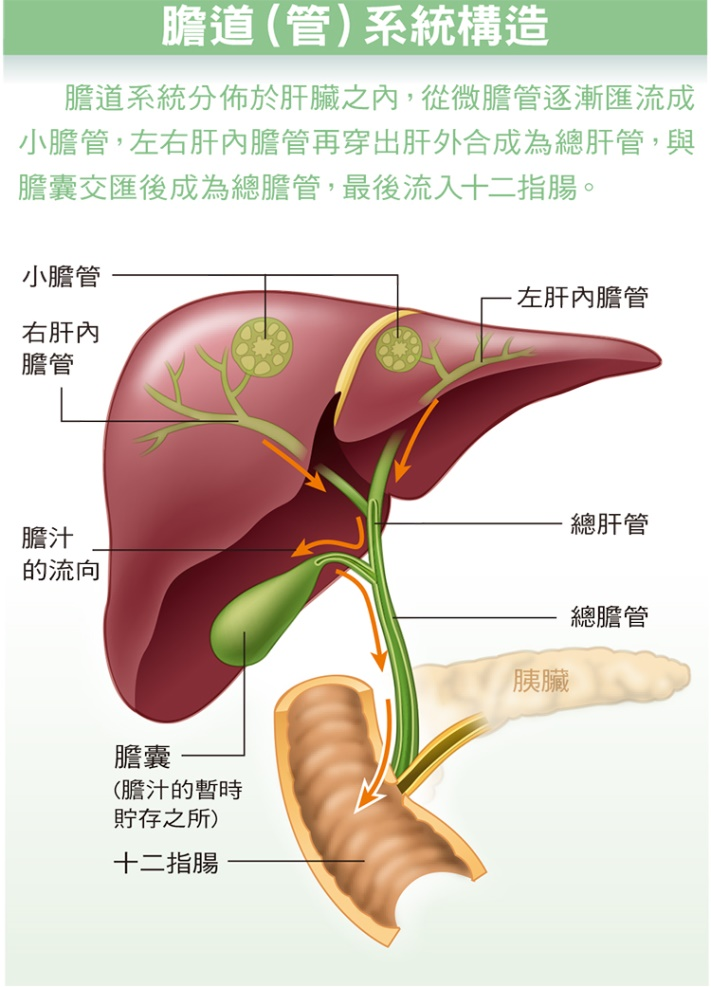 膽道(管)系統構造
膽道系統分佈於肝臟之內，從微膽管逐漸匯流成
小膽管，左右肝內膽管再穿出肝外合成為總肝管，與
膽囊交匯後成為總膽管，最後流入十二指腸。
小膽管
左肝內膽管
右肝內
膽管
膽汁
的流向
總肝管
總膽管
胰臟
膽囊
(膽汁的暫時
貯存之所)
十二指腸